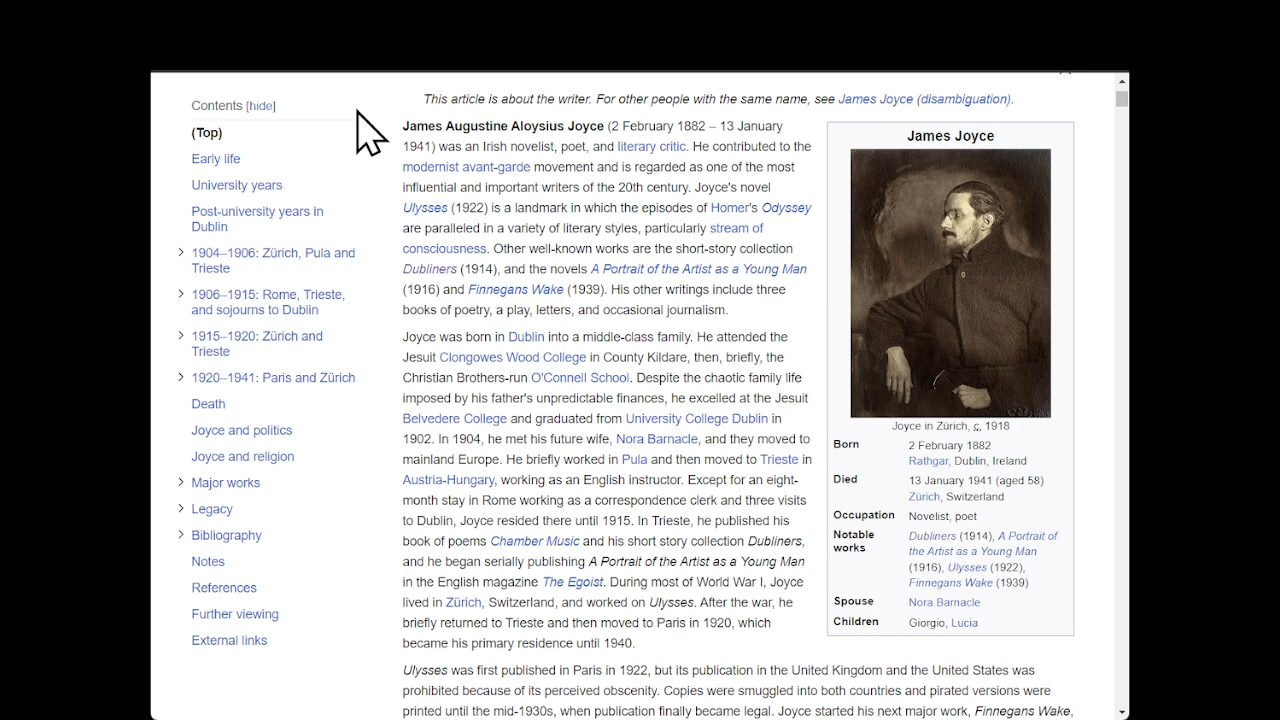 Contents [hide]
(Top)
Early life
University years
Post-university years in
Dublin
1904–1906: Zürich, Pula and
Trieste
1906–1915: Rome, Trieste,
and sojourns to Dublin
1915–1920: Zürich and
Trieste
1920–1941: Paris and Zürich
Death
Joyce and politics
Joyce and religion
Major works
Legacy
Bibliography
Notes
References
Further viewing
External links
This article is about the writer. For other people with the same name, see James Joyce (disambiguation).
James Augustine Aloysius Joyce (2 February 1882 – 13 January
1941) was an Irish novelist, poet, and literary critic. He contributed to the
modernist avant-garde movement and is regarded as one of the most
influential and important writers of the 20th century. Joyce's novel
Ulysses (1922) is a landmark in which the episodes of Homer's Odyssey
are paralleled in a variety of literary styles, particularly stream of
consciousness. Other well-known works are the short-story collection
Dubliners (1914), and the novels A Portrait of the Artist as a Young Man
(1916) and Finnegans Wake (1939). His other writings include three
books of poetry, a play, letters, and occasional journalism.
Joyce was born in Dublin into a middle-class family. He attended the
Jesuit Clongowes Wood College in County Kildare, then, briefly, the
Christian Brothers-run O'Connell School. Despite the chaotic family life
imposed by his father's unpredictable finances, he excelled at the Jesuit
Belvedere College and graduated from University College Dublin in
1902. In 1904, he met his future wife, Nora Barnacle, and they moved to
mainland Europe. He briefly worked in Pula and then moved to Trieste in
Austria-Hungary, working as an English instructor. Except for an eight-
month stay in Rome working as a correspondence clerk and three visits
to Dublin, Joyce resided there until 1915. In Trieste, he published his
book of poems Chamber Music and his short story collection Dubliners,
and he began serially publishing A Portrait of the Artist as a Young Man
in the English magazine The Egoist. During most of World War I, Joyce
lived in Zürich, Switzerland, and worked on Ulysses. After the war, he
briefly returned to Trieste and then moved to Paris in 1920, which
became his primary residence until 1940.
Ulysses was first published in Paris in 1922, but its publication in the United Kingdom and the United States was
prohibited because of its perceived obscenity. Copies were smuggled into both countries and pirated versions were
printed until the mid-1930s, when publication finally became legal. Joyce started his next major work, Finnegans Wake,
James Joyce
Joyce in Zürich, c. 1918
Born 2 February 1882
Rathgar, Dublin, Ireland
Died 13 January 1941 (aged 58)
Zürich, Switzerland
Occupation Novelist, poet
Notable Dubliners (1914), A Portrait of
works the Artist as a Young Man
(1916), Ulysses (1922),
Finnegans Wake (1939)
Spouse Nora Barnacle
Children Giorgio, Lucia